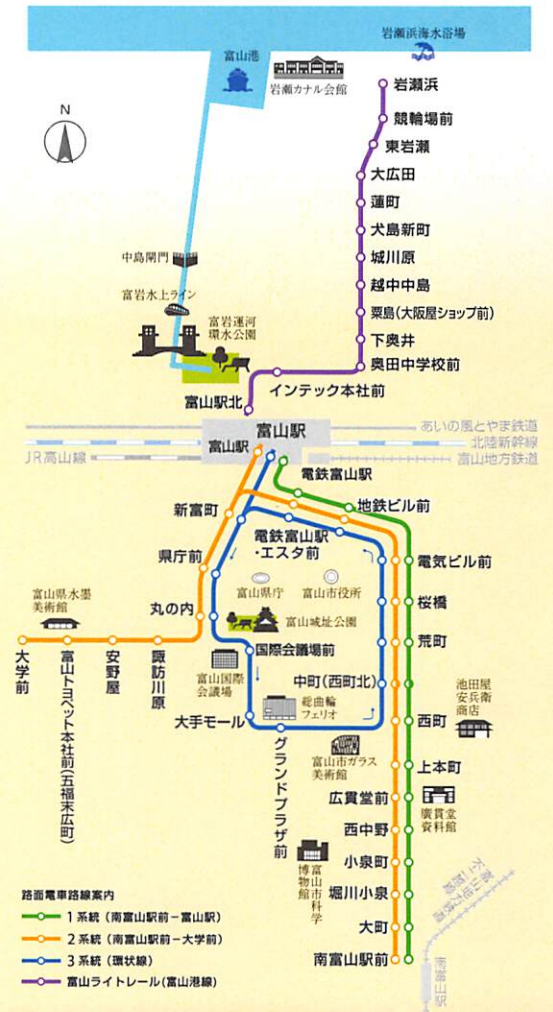 岩瀬浜海水浴場
富山港
岩瀬カナル会館
岩瀬浜
競輪場前
N
東岩瀬
大広田
蓮町
犬島新町
城川原
中島閘門
越中中島
富岩水上ライン
粟島(大阪屋ショップ前)
富岩運河
環水公園
下奥井
奥田中学校前
インテック本社前
富山駅北
富山駅
あいの風とやま鉄道
北陸新幹線
富山駅
JR高山線
富山地方鉄道
電鉄富山駅
新富町
地鉄ビル前
電鉄富山駅
・エスタ前
県庁前
電気ビル前
富山県水墨
美術館
富山県庁
富山市役所
丸の内
桜橋
富山城址公園
大学前
富山トヨペット本社前(五福末広町)
安野屋
諏訪川原
国際会議場前
荒町
富山国際
会議場
中町(西町北)
池田屋
安兵衛
商店
総曲輪
フェリオ
大手モール
西町
グランドプラザ前
富山市ガラス
美術館
上本町
広貫堂前
廣貫堂
資料館
西中野
富山市科学
博物館
小泉町
堀川小泉
大町
南富山駅前
富山地方鉄道
不二越線
南富山駅
路面電車路線案内
1系統(南富山駅前−富山駅)
2系統(南富山駅前−大学前)
3系統(環状線)
富山ライトレール(富山港線)